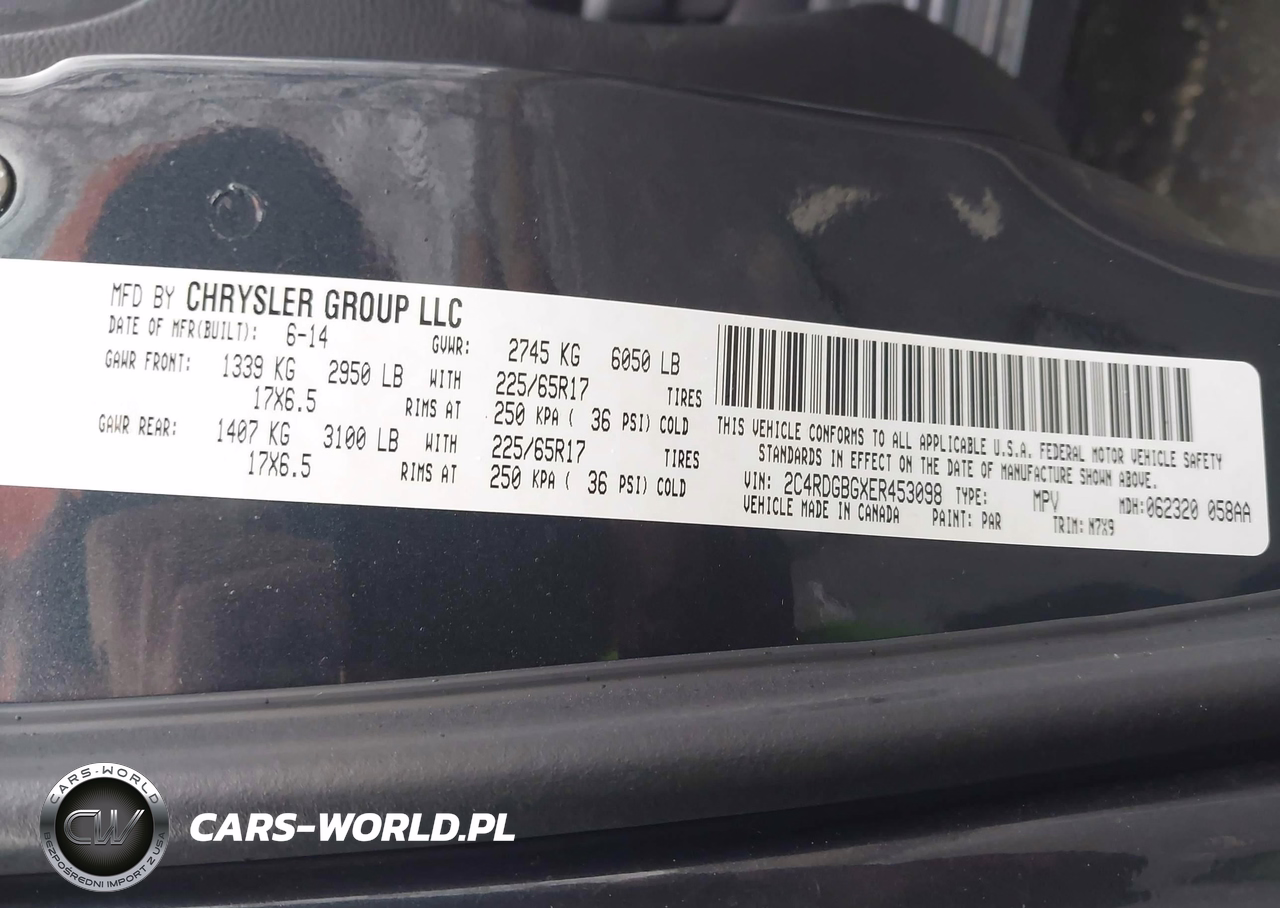 MFD BY CHRYSLER GROUP LLC
DATE OF MFR(BUILT): 6-14 GVWR: 2745 KG 6050 LB
GAWR FRONT: 1339 KG 2950 LB WITH 225/65R17 TIRES
17X6.5 RIMS AT 250 KPA ( 36 PSI) COLD
GAWR REAR: 1407 KG 3100 LB WITH 225/65R17 TIRES
17X6.5 RIMS AT 250 KPA ( 36 PSI) COLD
THIS VEHICLE CONFORMS TO ALL APPLICABLE U.S.A. FEDERAL MOTOR VEHICLE SAFETY
STANDARDS IN EFFECT ON THE DATE OF MANUFACTURE SHOWN ABOVE.
VIN: 2C4RDGBGXER453098 TYPE: MPV MDH:062320 058AA
VEHICLE MADE IN CANADA PAINT: PAR TRIM: N7X9
CARS-WORLD
CW
BEZPOŚREDNI IMPORT Z USA
CARS-WORLD.PL